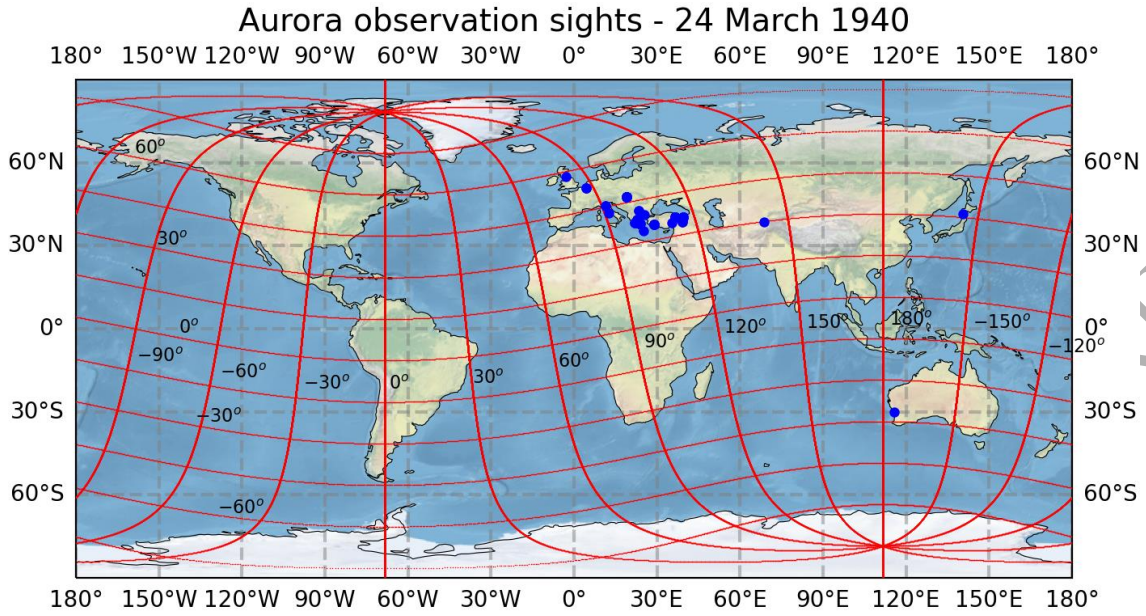 Aurora observation sights - 24 March 1940
180° 150°W 120°W 90°W 60°W 30°W 0° 30°E 60°E 90°E 120°E 150°E 180°
60° 
60°N 60°N
30°
30°N 30°N
0° 0° 120° 150° 180° −150° 0°
−90° −60° −30° 0° 30° 60° 90° −120°
−30°
30°S 30°S
60°S 60°S
−60°
180° 150°W 120°W 90°W 60°W 30°W 0° 30°E 60°E 90°E 120°E 150°E 180°